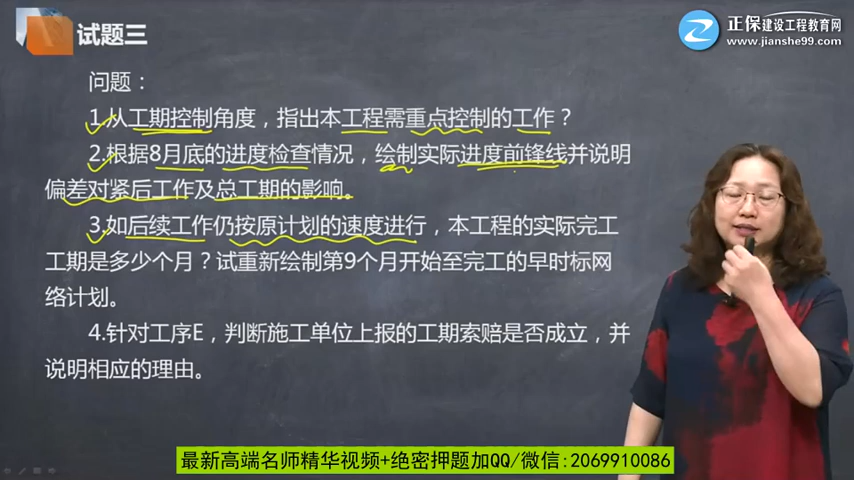 试题三
正保建设工程教育网
www.jianshe99.com
问题：
1.从工期控制角度，指出本工程需重点控制的工作？
2.根据8月底的进度检查情况，绘制实际进度前锋线并说明
偏差对紧后工作及总工期的影响。
3.如后续工作仍按原计划的速度进行，本工程的实际完工
工期是多少个月？试重新绘制第9个月开始至完工的早时标网
络计划。
4.针对工序E，判断施工单位上报的工期索赔是否成立，并
说明相应的理由。
最新高端名师精华视频+绝密押题加QQ/微信:2069910086